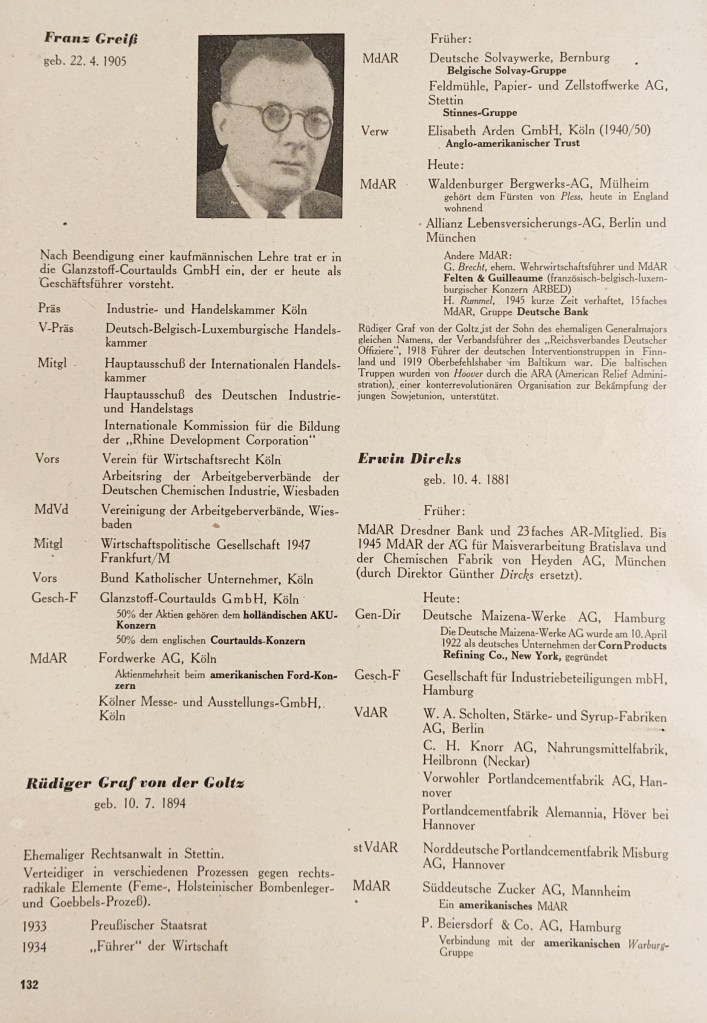 Franz Greiß
geb. 22. 4. 1905
Nach Beendigung einer kaufmännischen Lehre trat er in
die Glanzstoff-Courtaulds GmbH ein, der er heute als
Geschäftsführer vorsteht.
Präs Industrie- und Handelskammer Köln
V-Präs Deutsch-Belgisch-Luxemburgische Handels-
kammer
Mitgl Hauptausschuß der Internationalen Handels-
kammer
Hauptausschuß des Deutschen Industrie-
und Handelstags
Internationale Kommission für die Bildung
der „Rhine Development Corporation"
Vors Verein für Wirtschaftsrecht Köln
Arbeitsring der Arbeitgeberverbände der
Deutschen Chemischen Industrie, Wiesbaden
MdVd Vereinigung der Arbeitgeberverbände, Wies-
baden
Mitgl Wirtschaftspolitische Gesellschaft 1947
Frankfurt/M
Vors Bund Katholischer Unternehmer, Köln
Gesch-F Glanzstoff-Courtaulds GmbH, Köln
50% der Aktien gehören dem holländischen AKU-
Konzern
50% dem englischen Courtaulds-Konzern
MdAR Fordwerke AG, Köln
Aktienmehrheit beim amerikanischen Ford-Kon-
zern
Kölner Messe- und Ausstellungs-GmbH,
Köln
Rüdiger Graf von der Goltz
geb. 10. 7. 1894
Ehemaliger Rechtsanwalt in Stettin.
Verteidiger in verschiedenen Prozessen gegen rechts-
radikale Elemente (Feme-, Holsteinischer Bombenleger-
und Goebbels-Prozeß).
1933 Preußischer Staatsrat
1934 „Führer" der Wirtschaft
Früher:
MdAR Deutsche Solvaywerke, Bernburg
Belgische Solvay-Gruppe
Feldmühle, Papier- und Zellstoffwerke AG,
Stettin
Stinnes-Gruppe
Verw Elisabeth Arden GmbH, Köln (1940/50)
Anglo-amerikanischer Trust
Heute:
MdAR Waldenburger Bergwerks-AG, Mülheim
gehört dem Fürsten von Pless, heute in England
wohnend
Allianz Lebensversicherungs-AG, Berlin und
München
Andere MdAR:
G. Brecht, ehem. Wehrwirtschaftsführer und MdAR
Felten & Guilleaume (französisch-belgisch-luxem-
burgischer Konzern ARBED)
H. Rummel, 1945 kurze Zeit verhaftet, 15faches
MdAR, Gruppe Deutsche Bank
Rüdiger Graf von der Goltz ist der Sohn des ehemaligen Generalmajors
gleichen Namens, der Verbandsführer des „Reichsverbandes Deutscher
Offiziere", 1918 Führer der deutschen Interventionstruppen in Finn-
land und 1919 Oberbefehlshaber im Baltikum war. Die baltischen
Truppen wurden von Hoover durch die ARA (American Relief Admini-
stration), einer konterrevolutionären Organisation zur Bekämpfung der
jungen Sowjetunion, unterstützt.
Erwin Dircks
geb. 10. 4. 1881
Früher:
MdAR Dresdner Bank und 23faches AR-Mitglied. Bis
1945 MdAR der AG für Maisverarbeitung Bratislava und
der Chemischen Fabrik von Heyden AG, München
(durch Direktor Günther Dircks ersetzt).
Heute:
Gen-Dir Deutsche Maizena-Werke AG, Hamburg
Die Deutsche Maizena-Werke AG wurde am 10. April
1922 als deutsches Unternehmen der Corn Products
Refining Co., New York, gegründet
Gesch-F Gesellschaft für Industriebeteiligungen mbH,
Hamburg
VdAR W. A. Scholten, Stärke- und Syrup-Fabriken
AG, Berlin
C. H. Knorr AG, Nahrungsmittelfabrik,
Heilbronn (Neckar)
Vorwohler Portlandcementfabrik AG, Han-
nover
Portlandcementfabrik Alemannia, Höver bei
Hannover
stVdAR Norddeutsche Portlandcementfabrik Misburg
AG, Hannover
MdAR Süddeutsche Zucker AG, Mannheim
Ein amerikanisches MdAR
P. Beiersdorf & Co. AG, Hamburg
Verbindung mit der amerikanischen Warburg-
Gruppe
132